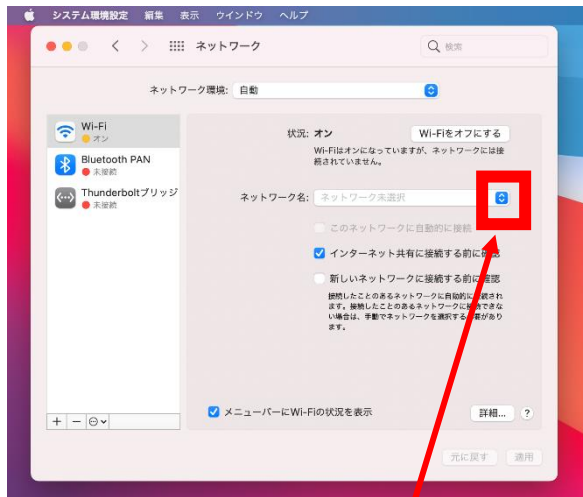 システム環境設定 編集 表示 ウインドウ ヘルプ
ネットワーク
検索
ネットワーク環境: 自動
Wi-Fi
オン
Bluetooth PAN
未接続
Thunderboltブリッジ
未接続
状況: オン
Wi-Fiをオフにする
Wi-Fiはオンになっていますが、ネットワークには接
続されていません。
ネットワーク名: ネットワーク未選択
このネットワークに自動的に接続
インターネット共有に接続する前に確認
新しいネットワークに接続する前に確認
接続したことのあるネットワークに自動的に接続され
ます。接続したことのあるネットワークに接続できな
い場合は、手動でネットワークを選択する必要があり
ます。
メニューバーにWi-Fiの状況を表示
詳細... ?
元に戻す 適用